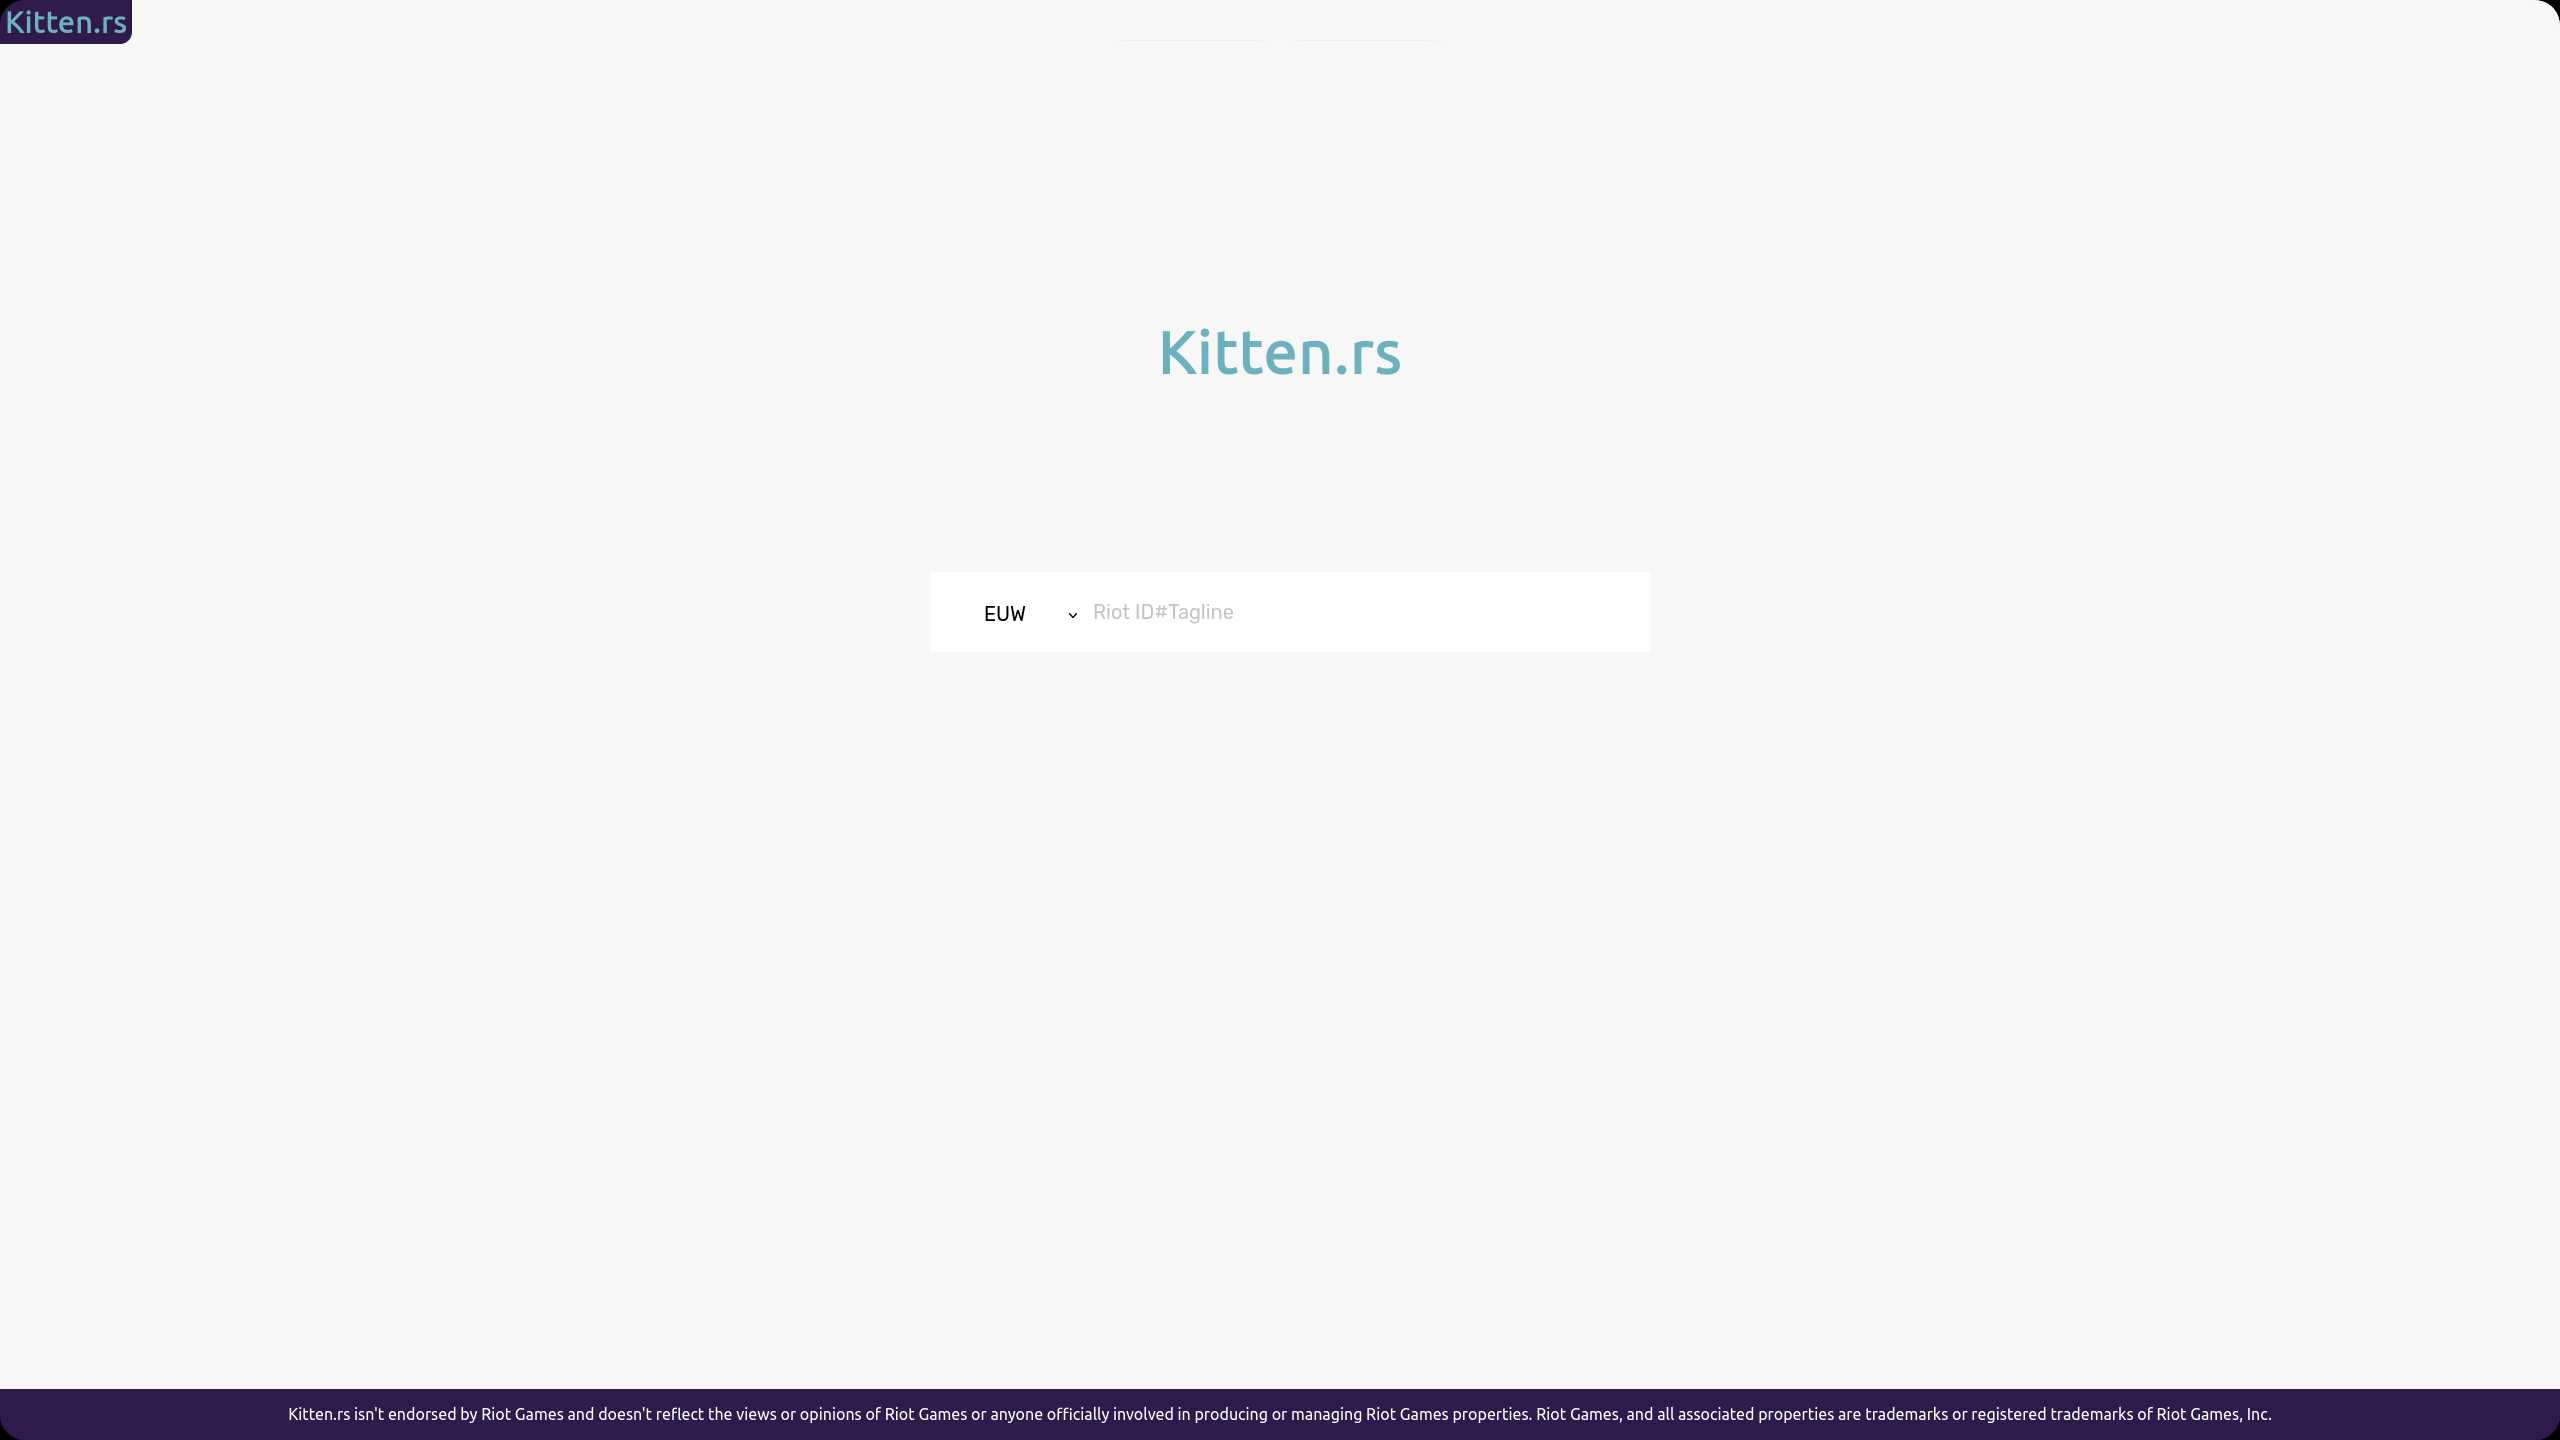 Kitten.rs
Kitten.rs
EUW
Riot ID#Tagline
Kitten.rs isn't endorsed by Riot Games and doesn't reflect the views or opinions of Riot Games or anyone officially involved in producing or managing Riot Games properties. Riot Games, and all associated properties are trademarks or registered trademarks of Riot Games, Inc.